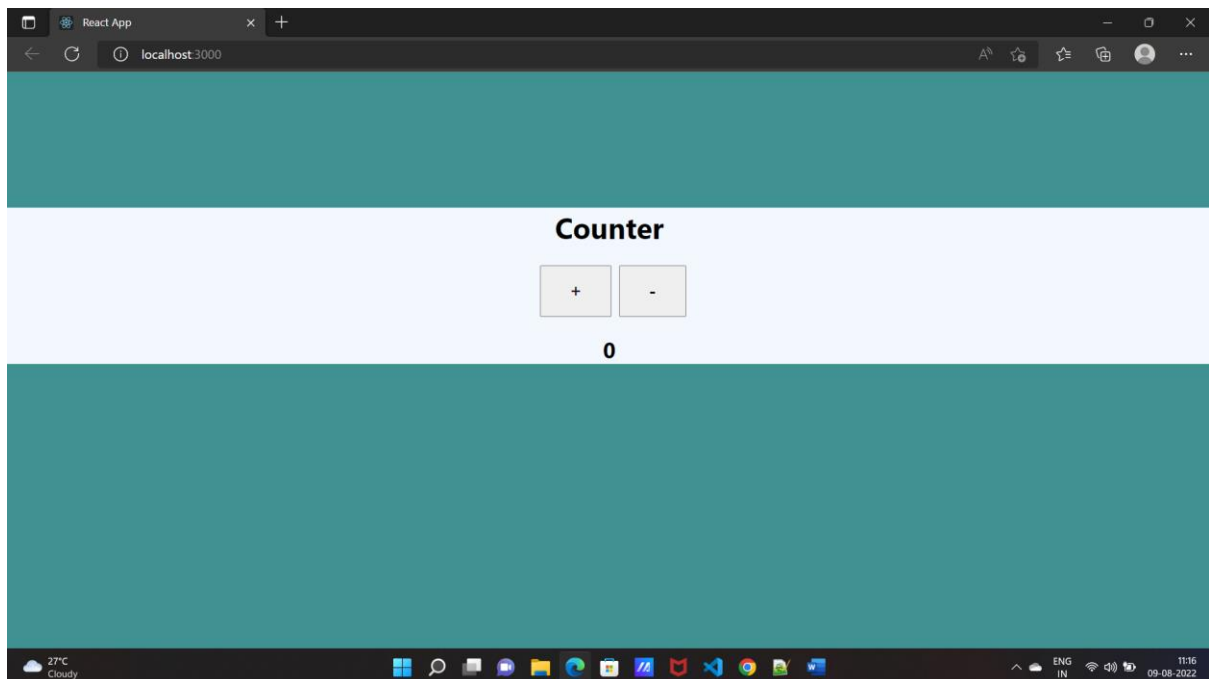 React App
localhost:3000
Counter
+ -
0
27°C
Cloudy
ENG
IN
11:16
09-08-2022